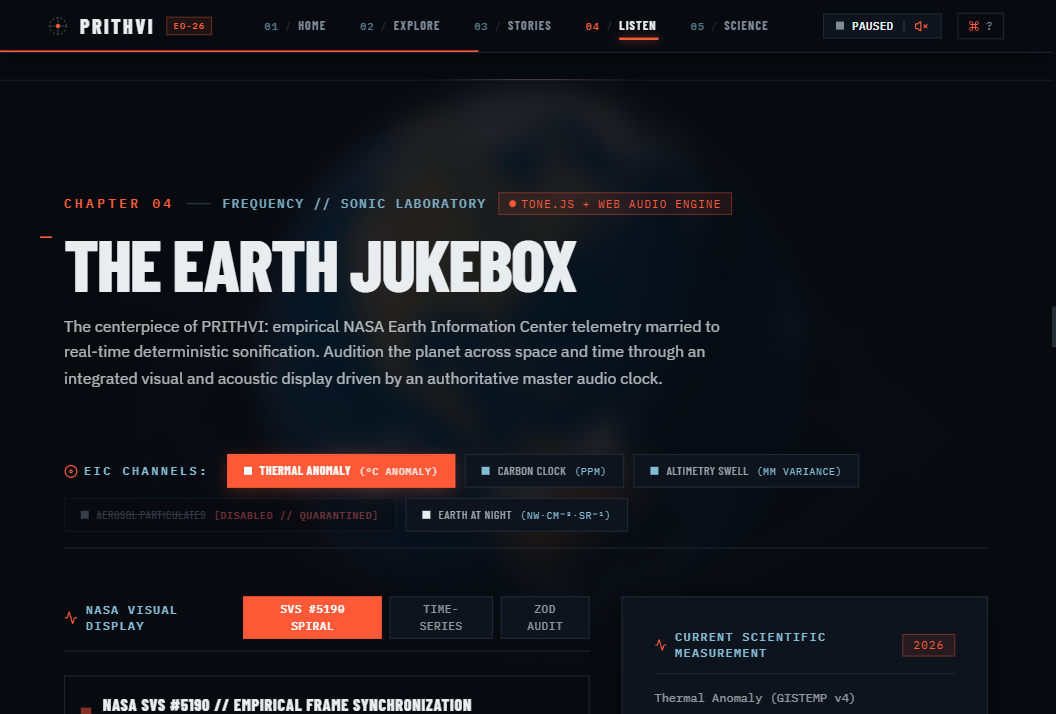 PRITHVI EO-26 01 / HOME 02 / EXPLORE 03 / STORIES 04 / LISTEN 05 / SCIENCE PAUSED ⌘ ?
CHAPTER 04 FREQUENCY // SONIC LABORATORY TONE.JS + WEB AUDIO ENGINE
THE EARTH JUKEBOX
The centerpiece of PRITHVI: empirical NASA Earth Information Center telemetry married to
real-time deterministic sonification. Audition the planet across space and time through an
integrated visual and acoustic display driven by an authoritative master audio clock.
EIC CHANNELS: THERMAL ANOMALY (°C ANOMALY) CARBON CLOCK (PPM) ALTIMETRY SWELL (MM VARIANCE)
AEROSOL PARTICULATES [DISABLED // QUARANTINED] EARTH AT NIGHT (NW·CM⁻²·SR⁻¹)
NASA VISUAL
DISPLAY
SVS #5190
SPIRAL
TIME-
SERIES
ZOD
AUDIT
NASA SVS #5190 // EMPIRICAL FRAME SYNCHRONIZATION
CURRENT SCIENTIFIC
MEASUREMENT
2026
Thermal Anomaly (GISTEMP v4)